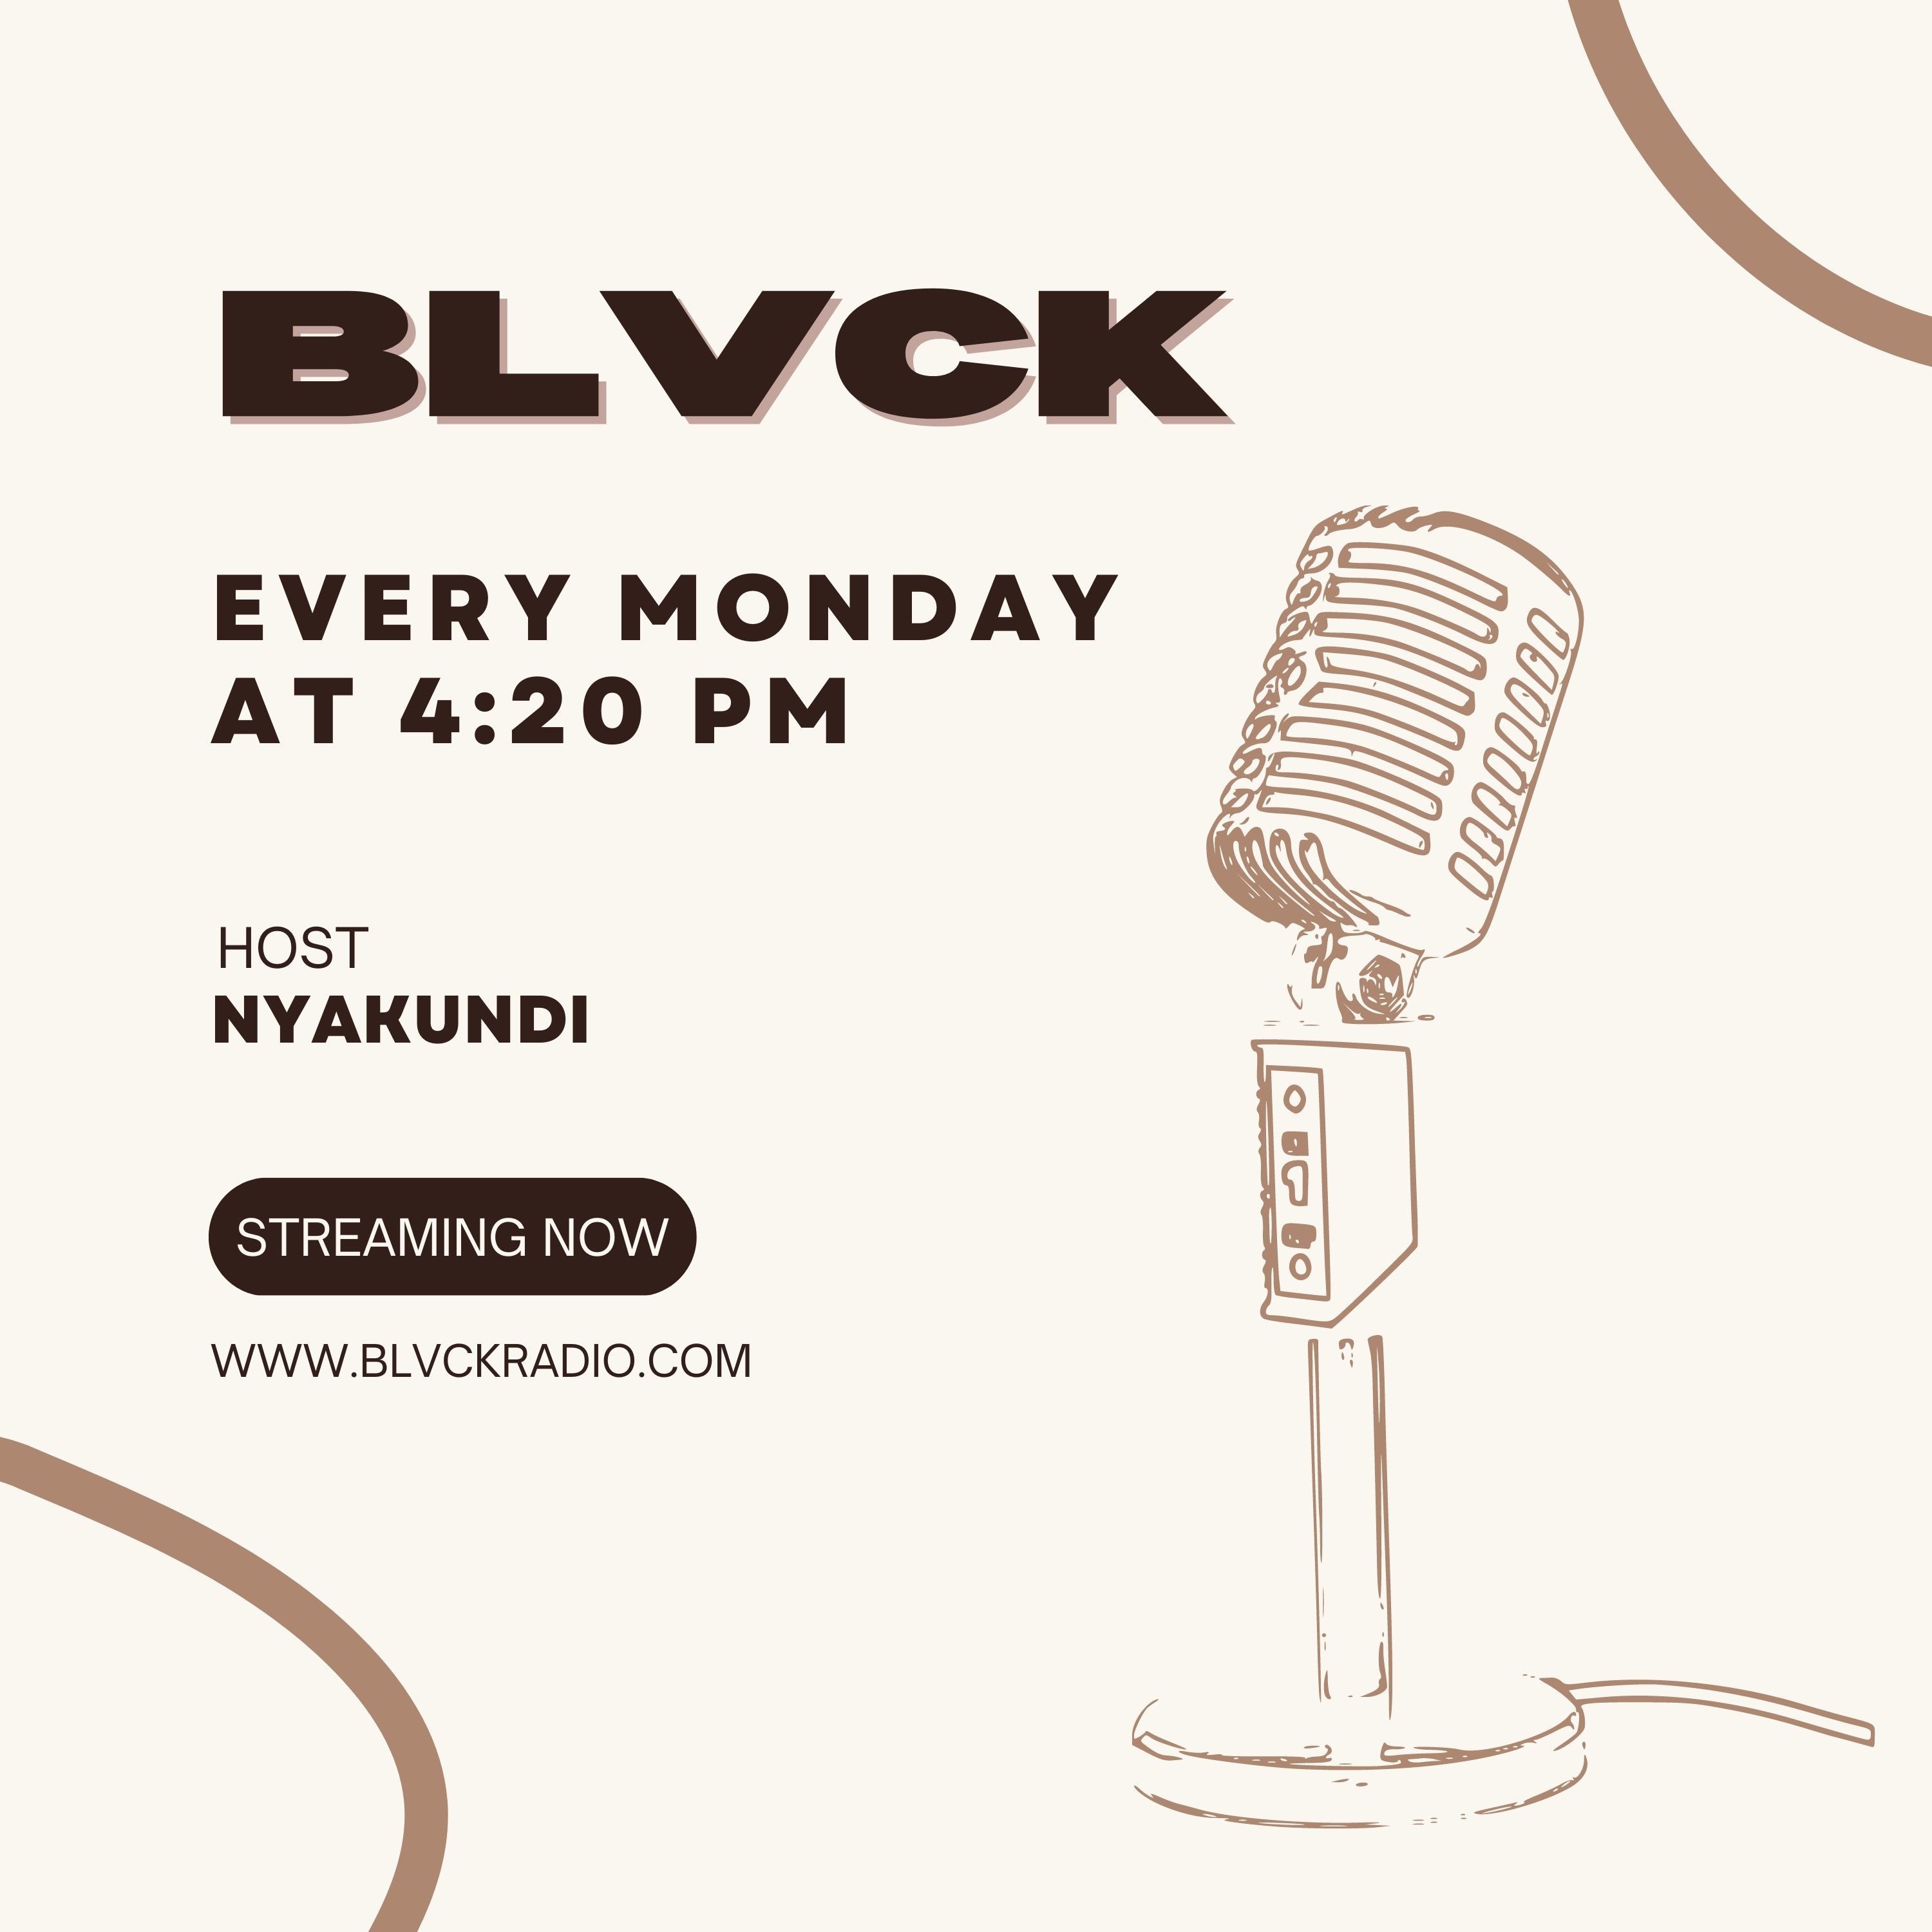 BLVCK
EVERY MONDAY
AT 4:20 PM
HOST
NYAKUNDI
STREAMING NOW
WWW.BLVCKRADIO.COM